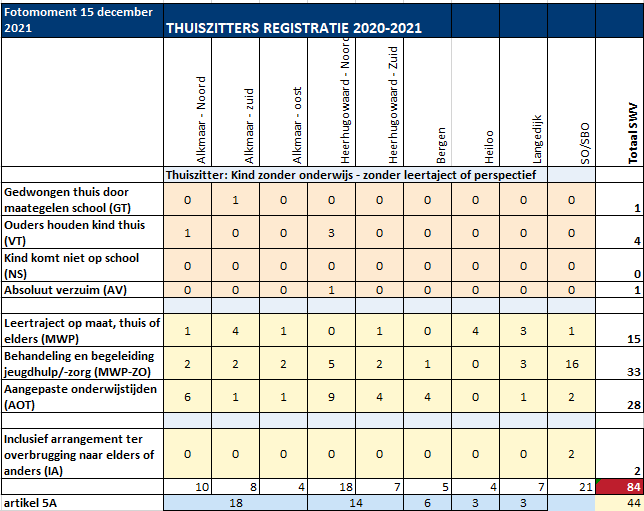 Fotomoment 15 december
2021
THUISZITTERS REGISTRATIE 2020-2021
Alkmaar - Noord
Alkmaar - zuid
Alkmaar - oost
Heerhugowaard - Noord
Heerhugowaard - Zuid
Bergen
Heiloo
Langedijk
SO/SBO
Totaal SWV
Thuiszitter: Kind zonder onderwijs - zonder leertaject of perspectief
Gedwongen thuis door
maategelen school (GT) 0 1 0 0 0 0 0 0 0 1
Ouders houden kind thuis
(VT) 1 0 0 3 0 0 0 0 0 4
Kind komt niet op school
(NS) 0 0 0 0 0 0 0 0 0 0
Absoluut verzuim (AV) 0 0 0 1 0 0 0 0 0 1
Leertraject op maat, thuis of
elders (MWP) 1 4 1 0 1 0 4 3 1 15
Behandeling en begeleiding
jeugdhulp/-zorg (MWP-ZO) 2 2 2 5 2 1 0 3 16 33
Aangepaste onderwijstijden
(AOT) 6 1 1 9 4 4 0 1 2 28
Inclusief arrangement ter
overbrugging naar elders of
anders (IA) 0 0 0 0 0 0 0 0 2 2
10 8 4 18 7 5 4 7 21 84
artikel 5A 18 14 6 3 3 44